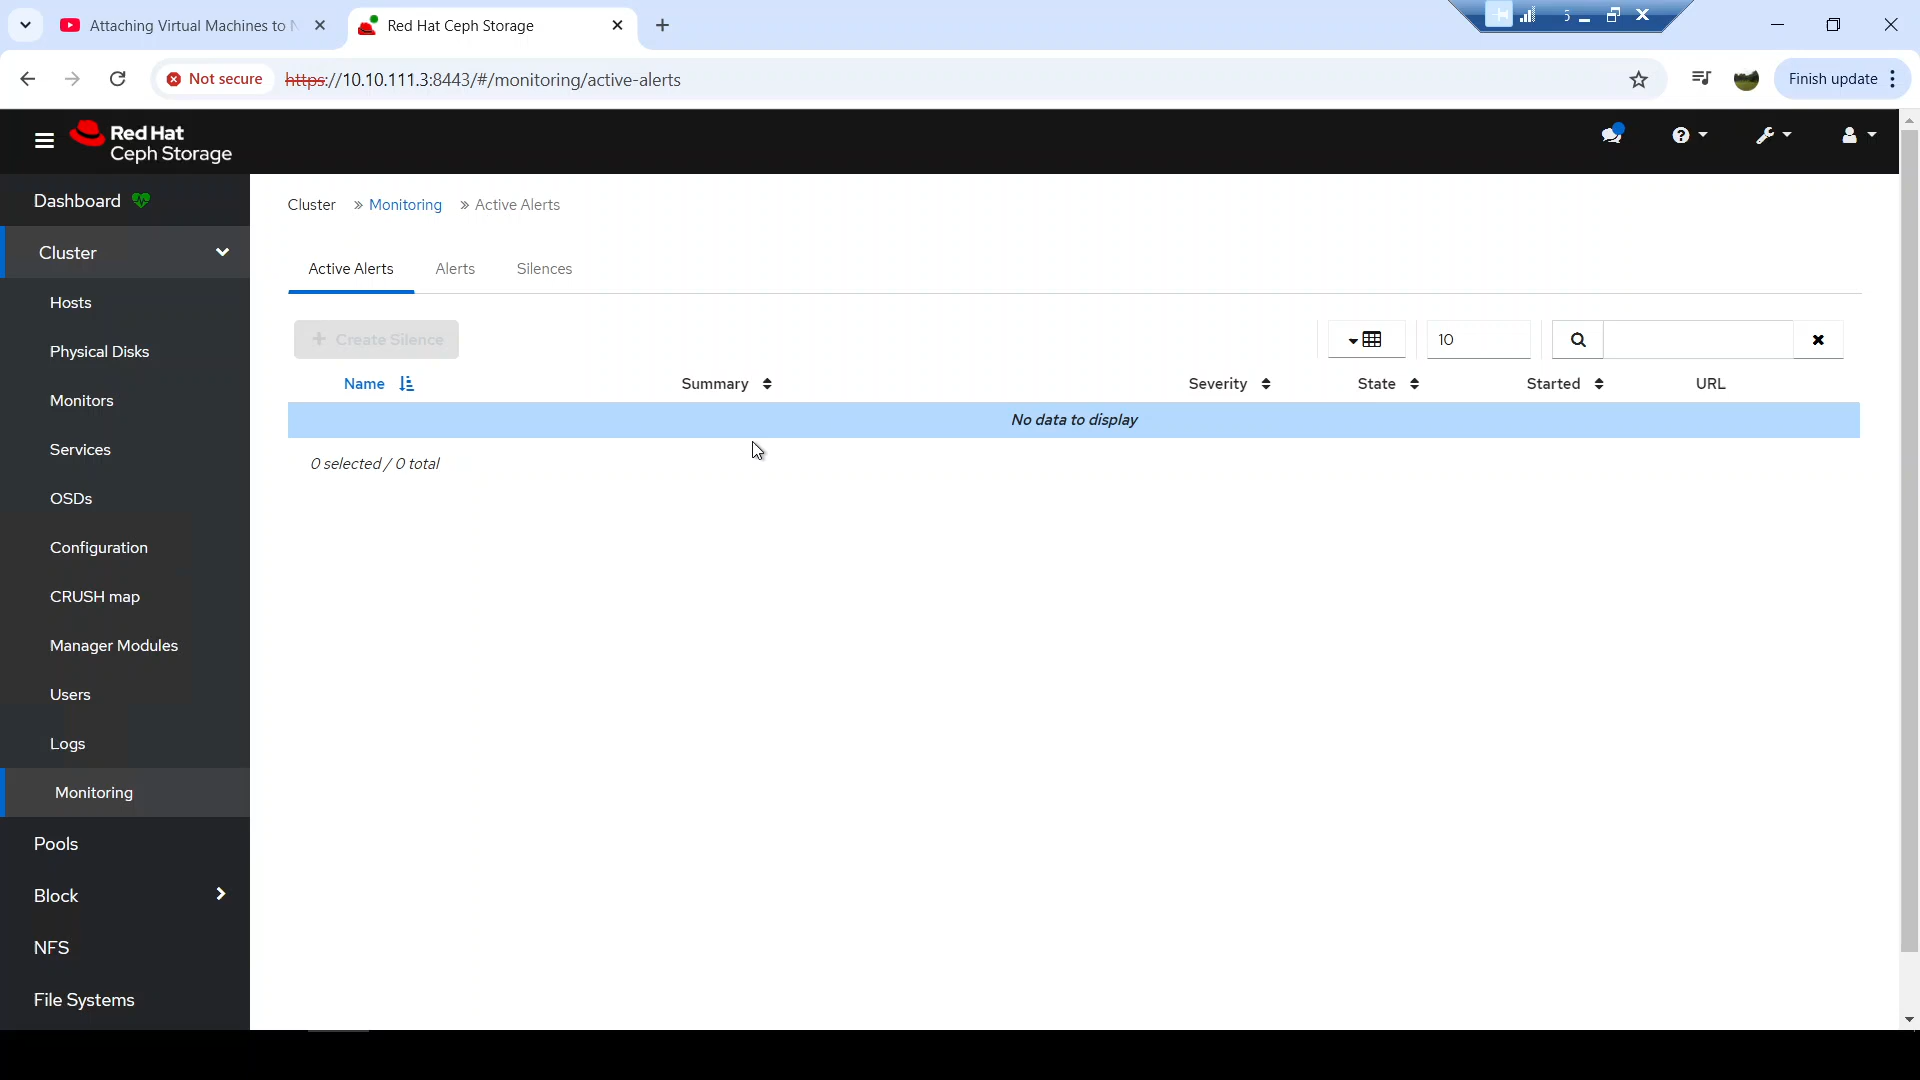 Attaching Virtual Machines to N
Red Hat Ceph Storage
5
Not secure
https://10.10.111.3:8443/#/monitoring/active-alerts
Finish update
Red Hat
Ceph Storage
Dashboard
Cluster
Hosts
Physical Disks
Monitors
Services
OSDs
Configuration
CRUSH map
Manager Modules
Users
Logs
Monitoring
Pools
Block
NFS
File Systems
Cluster » Monitoring » Active Alerts
Active Alerts Alerts Silences
+ Create Silence
10
Name Summary Severity State Started URL
No data to display
0 selected / 0 total